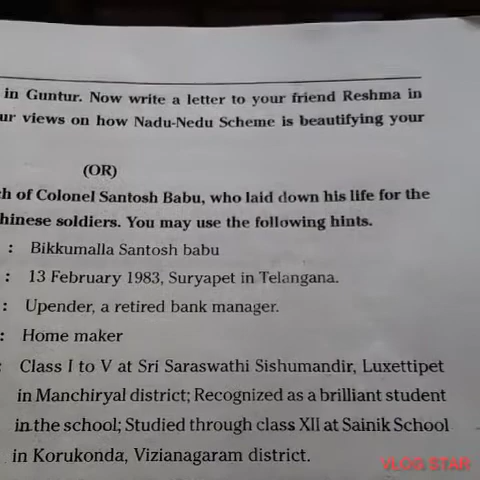 in Guntur. Now write a letter to your friend Reshma in
ur views on how Nadu-Nedu Scheme is beautifying your
(OR)
ch of Colonel Santosh Babu, who laid down his life for the
hinese soldiers. You may use the following hints.
: Bikkumalla Santosh babu
: 13 February 1983, Suryapet in Telangana.
: Upender, a retired bank manager.
: Home maker
: Class I to V at Sri Saraswathi Sishumandir, Luxettipet
in Manchiryal district; Recognized as a brilliant student
in the school; Studied through class XII at Sainik School
in Korukonda, Vizianagaram district.
VLOG STAR